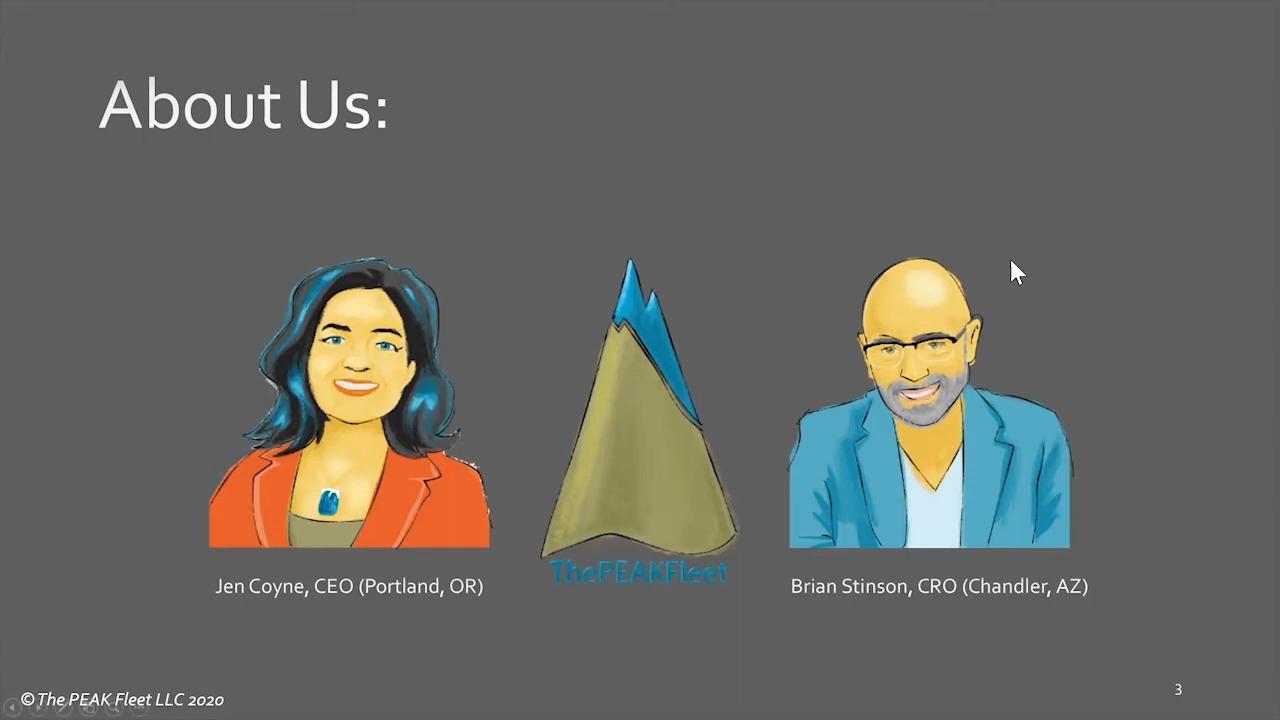 About Us:
ThePEAKFleet
Jen Coyne, CEO (Portland, OR)
Brian Stinson, CRO (Chandler, AZ)
© The PEAK Fleet LLC 2020
3